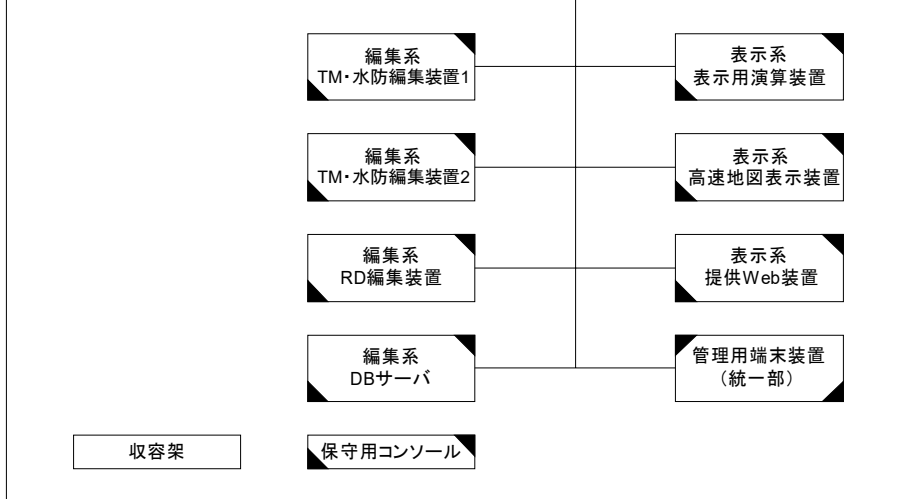 編集系
TM・水防編集装置1
表示系
表示用演算装置
編集系
TM・水防編集装置2
表示系
高速地図表示装置
編集系
RD編集装置
表示系
提供Web装置
編集系
DBサーバ
管理用端末装置
（統一部）
収容架
保守用コンソール